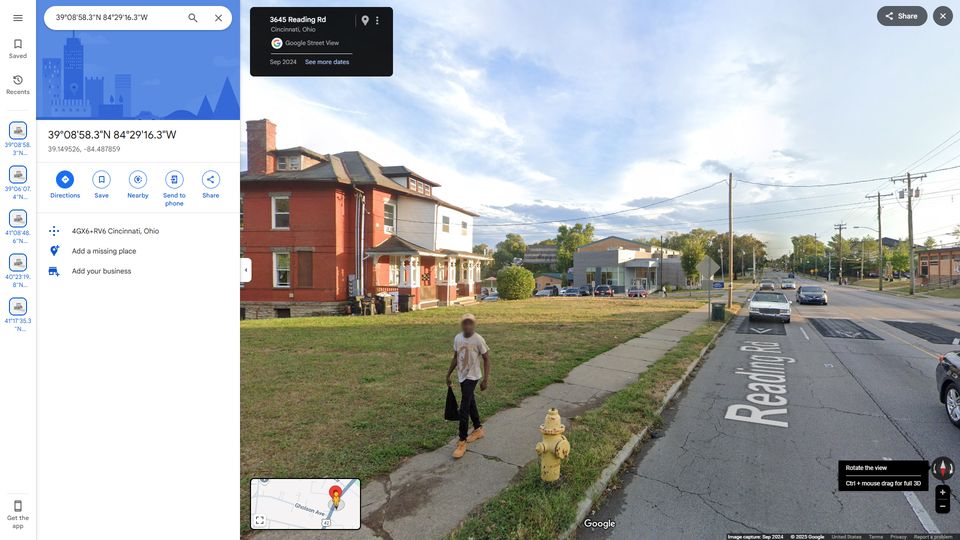 39°08'58.3"N 84°29'16.3"W
Saved
Recents
39°08'58.
3"N...
39°06'07.
4"N...
41°08'48.
6"N...
40°23'19.
8"N...
41°17'35.3
"N...
Get the
app
39°08'58.3"N 84°29'16.3"W
39.149526, -84.487859
Directions
Save
Nearby
Send to
phone
Share
4GX6+RV6 Cincinnati, Ohio
Add a missing place
Add your business
3645 Reading Rd
Cincinnati, Ohio
Google Street View
Sep 2024 See more dates
Share
Reading Rd
Gholson Ave
42
Rotate the view
Ctrl + mouse drag for full 3D
Google
Image capture: Sep 2024 © 2025 Google United States Terms Privacy Report a problem